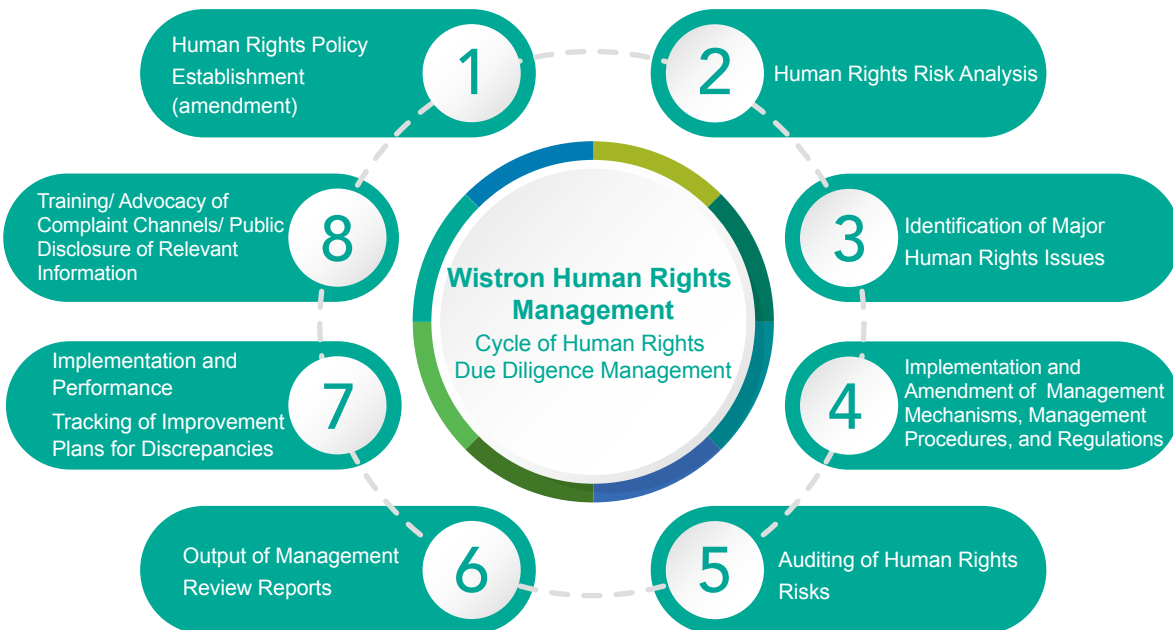 Human Rights Policy
Establishment
(amendment)
1
2
Human Rights Risk Analysis
3
Identification of Major
Human Rights Issues
4
Implementation and
Amendment of Management
Mechanisms, Management
Procedures, and Regulations
5
Auditing of Human Rights
Risks
6
Output of Management
Review Reports
7
Implementation and
Performance
Tracking of Improvement
Plans for Discrepancies
8
Training/ Advocacy of
Complaint Channels/ Public
Disclosure of Relevant
Information
Wistron Human Rights
Management
Cycle of Human Rights
Due Diligence Management